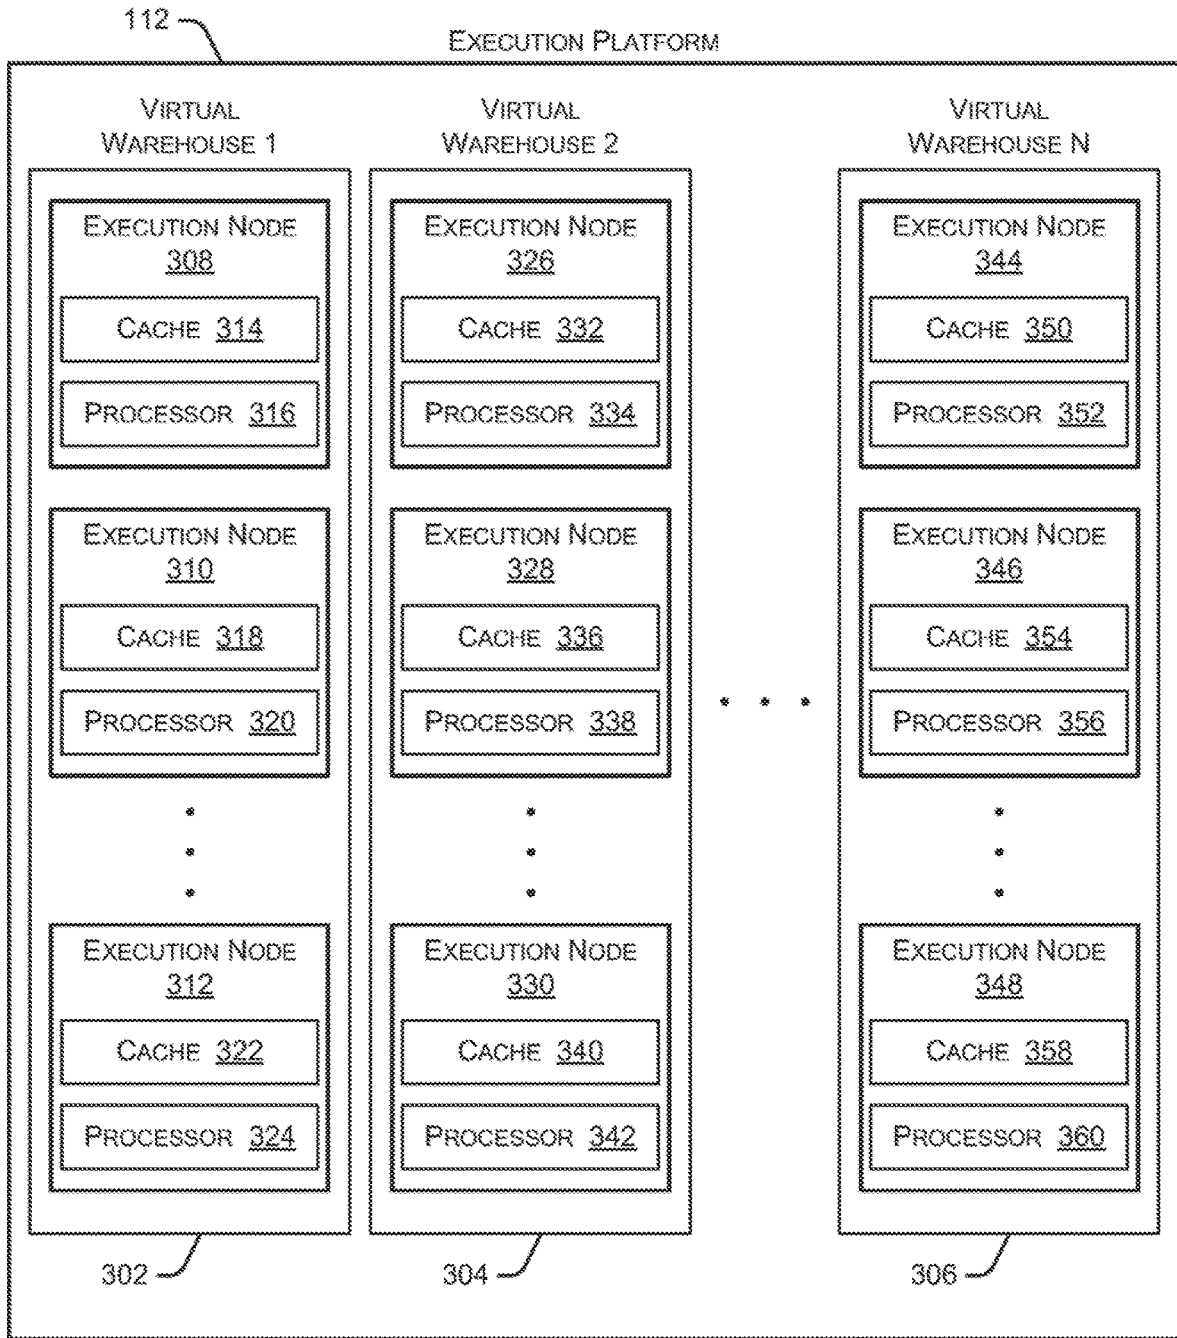 112
EXECUTION PLATFORM
VIRTUAL
WAREHOUSE 1
EXECUTION NODE
308
CACHE 314
PROCESSOR 316
EXECUTION NODE
310
CACHE 318
PROCESSOR 320
EXECUTION NODE
312
CACHE 322
PROCESSOR 324
302
VIRTUAL
WAREHOUSE 2
EXECUTION NODE
326
CACHE 332
PROCESSOR 334
EXECUTION NODE
328
CACHE 336
PROCESSOR 338
EXECUTION NODE
330
CACHE 340
PROCESSOR 342
304
VIRTUAL
WAREHOUSE N
EXECUTION NODE
344
CACHE 350
PROCESSOR 352
EXECUTION NODE
346
CACHE 354
PROCESSOR 356
EXECUTION NODE
348
CACHE 358
PROCESSOR 360
306